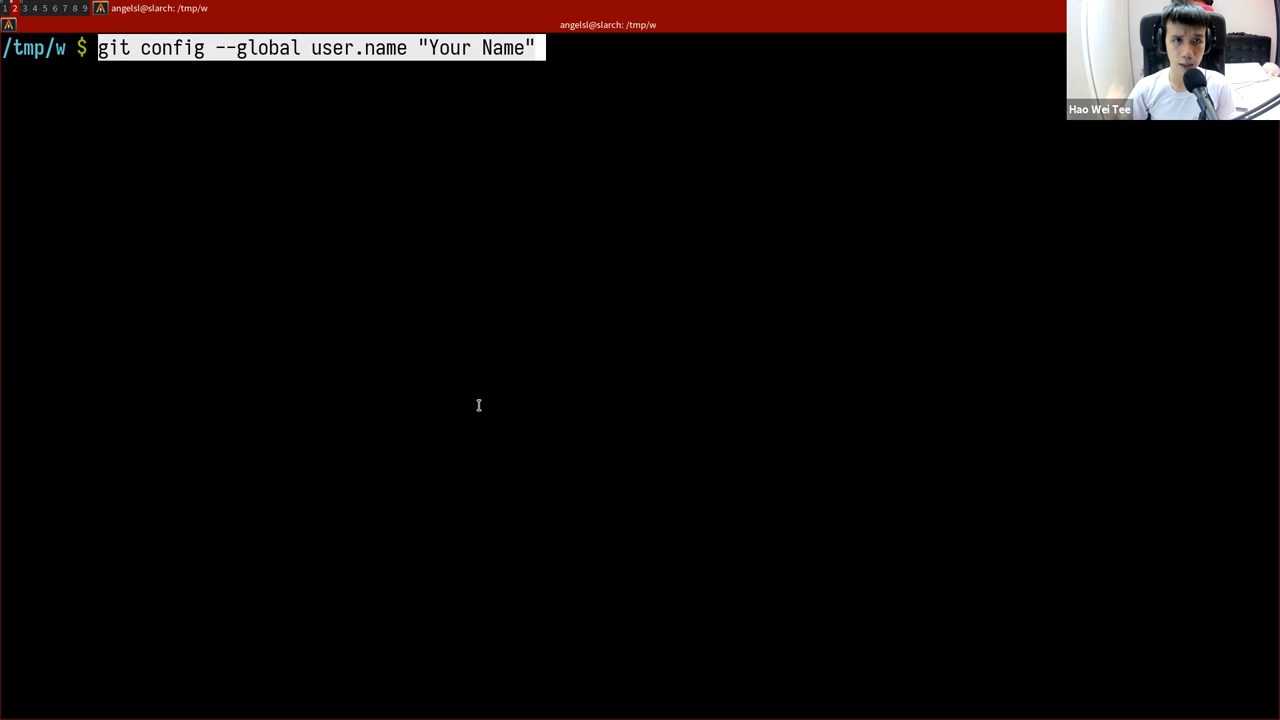 1 2 3 4 5 6 7 8 9 angelsl@slarch: /tmp/w
angelsl@slarch: /tmp/w
/tmp/w $ git config --global user.name "Your Name"
Hao Wei Tee